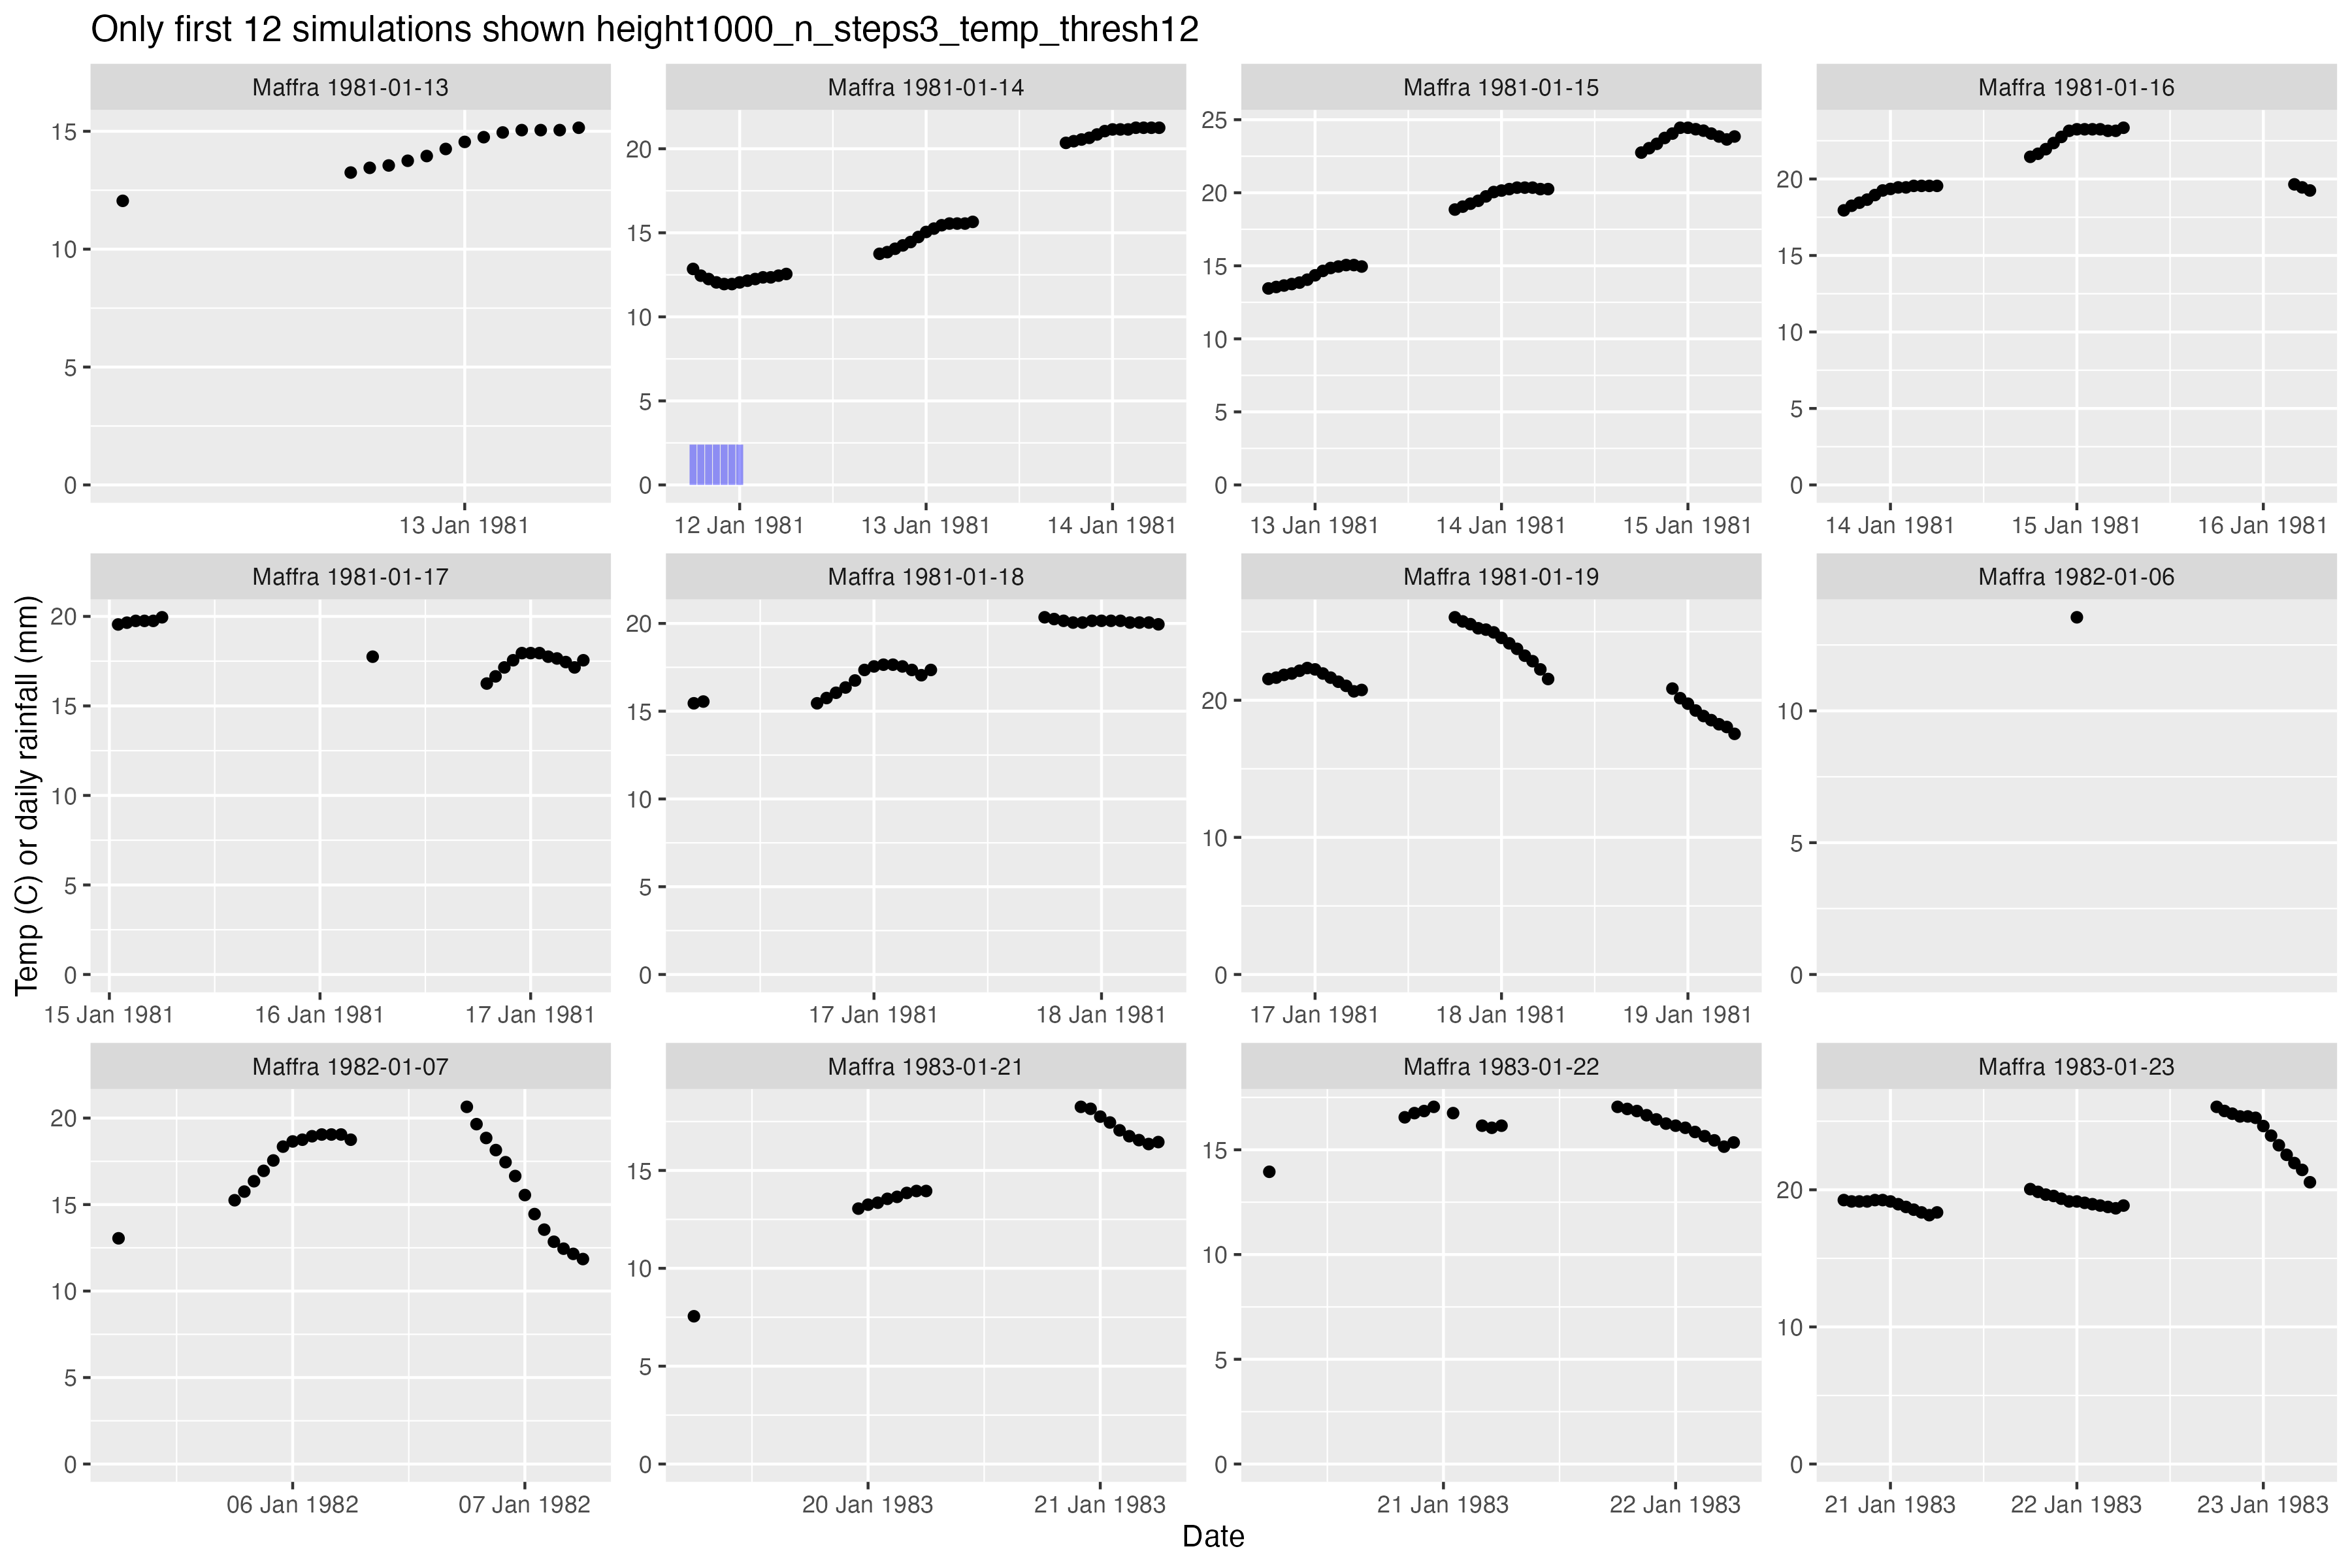 Only first 12 simulations shown height1000_n_steps3_temp_thresh12
Temp (C) or daily rainfall (mm)
Maffra 1981-01-13
15
10
5
0
13 Jan 1981
Maffra 1981-01-14
20
15
10
5
0
12 Jan 1981 13 Jan 1981 14 Jan 1981
Maffra 1981-01-15
25
20
15
10
5
0
13 Jan 1981 14 Jan 1981 15 Jan 1981
Maffra 1981-01-16
20
15
10
5
0
14 Jan 1981 15 Jan 1981 16 Jan 1981
Maffra 1981-01-17
20
15
10
5
0
15 Jan 1981 16 Jan 1981 17 Jan 1981
Maffra 1981-01-18
20
15
10
5
0
17 Jan 1981 18 Jan 1981
Maffra 1981-01-19
20
10
0
17 Jan 1981 18 Jan 1981 19 Jan 1981
Maffra 1982-01-06
10
5
0
Maffra 1982-01-07
20
15
10
5
0
06 Jan 1982 07 Jan 1982
Maffra 1983-01-21
15
10
5
0
20 Jan 1983 21 Jan 1983
Maffra 1983-01-22
15
10
5
0
21 Jan 1983 22 Jan 1983
Maffra 1983-01-23
20
10
0
21 Jan 1983 22 Jan 1983 23 Jan 1983
Date